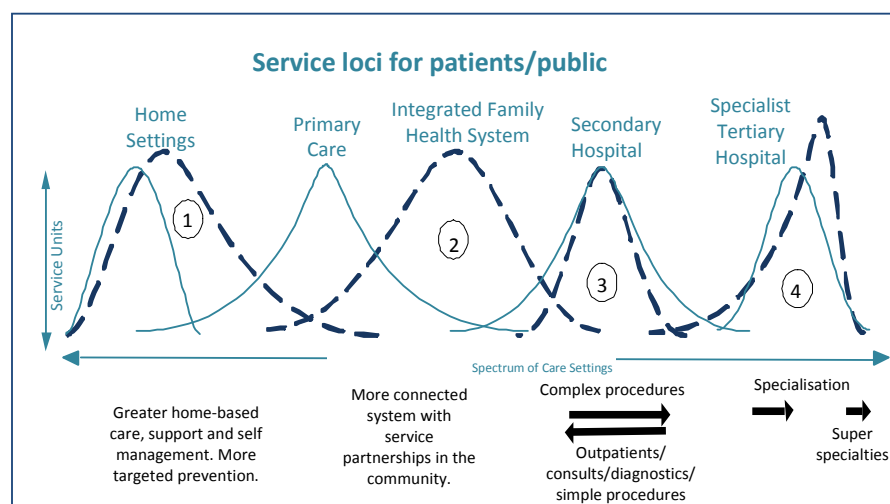 Service loci for patients/public
Home
Settings
Primary
Care
Integrated Family
Health System
Secondary
Hospital
Specialist
Tertiary
Hospital
Service Units
1
2
3
4
Spectrum of Care Settings
Greater home-based
care, support and self
management. More
targeted prevention.
More connected
system with
service
partnerships in the
community.
Complex procedures
Outpatients/
consults/diagnostics/
simple procedures
Specialisation
Super
specialties